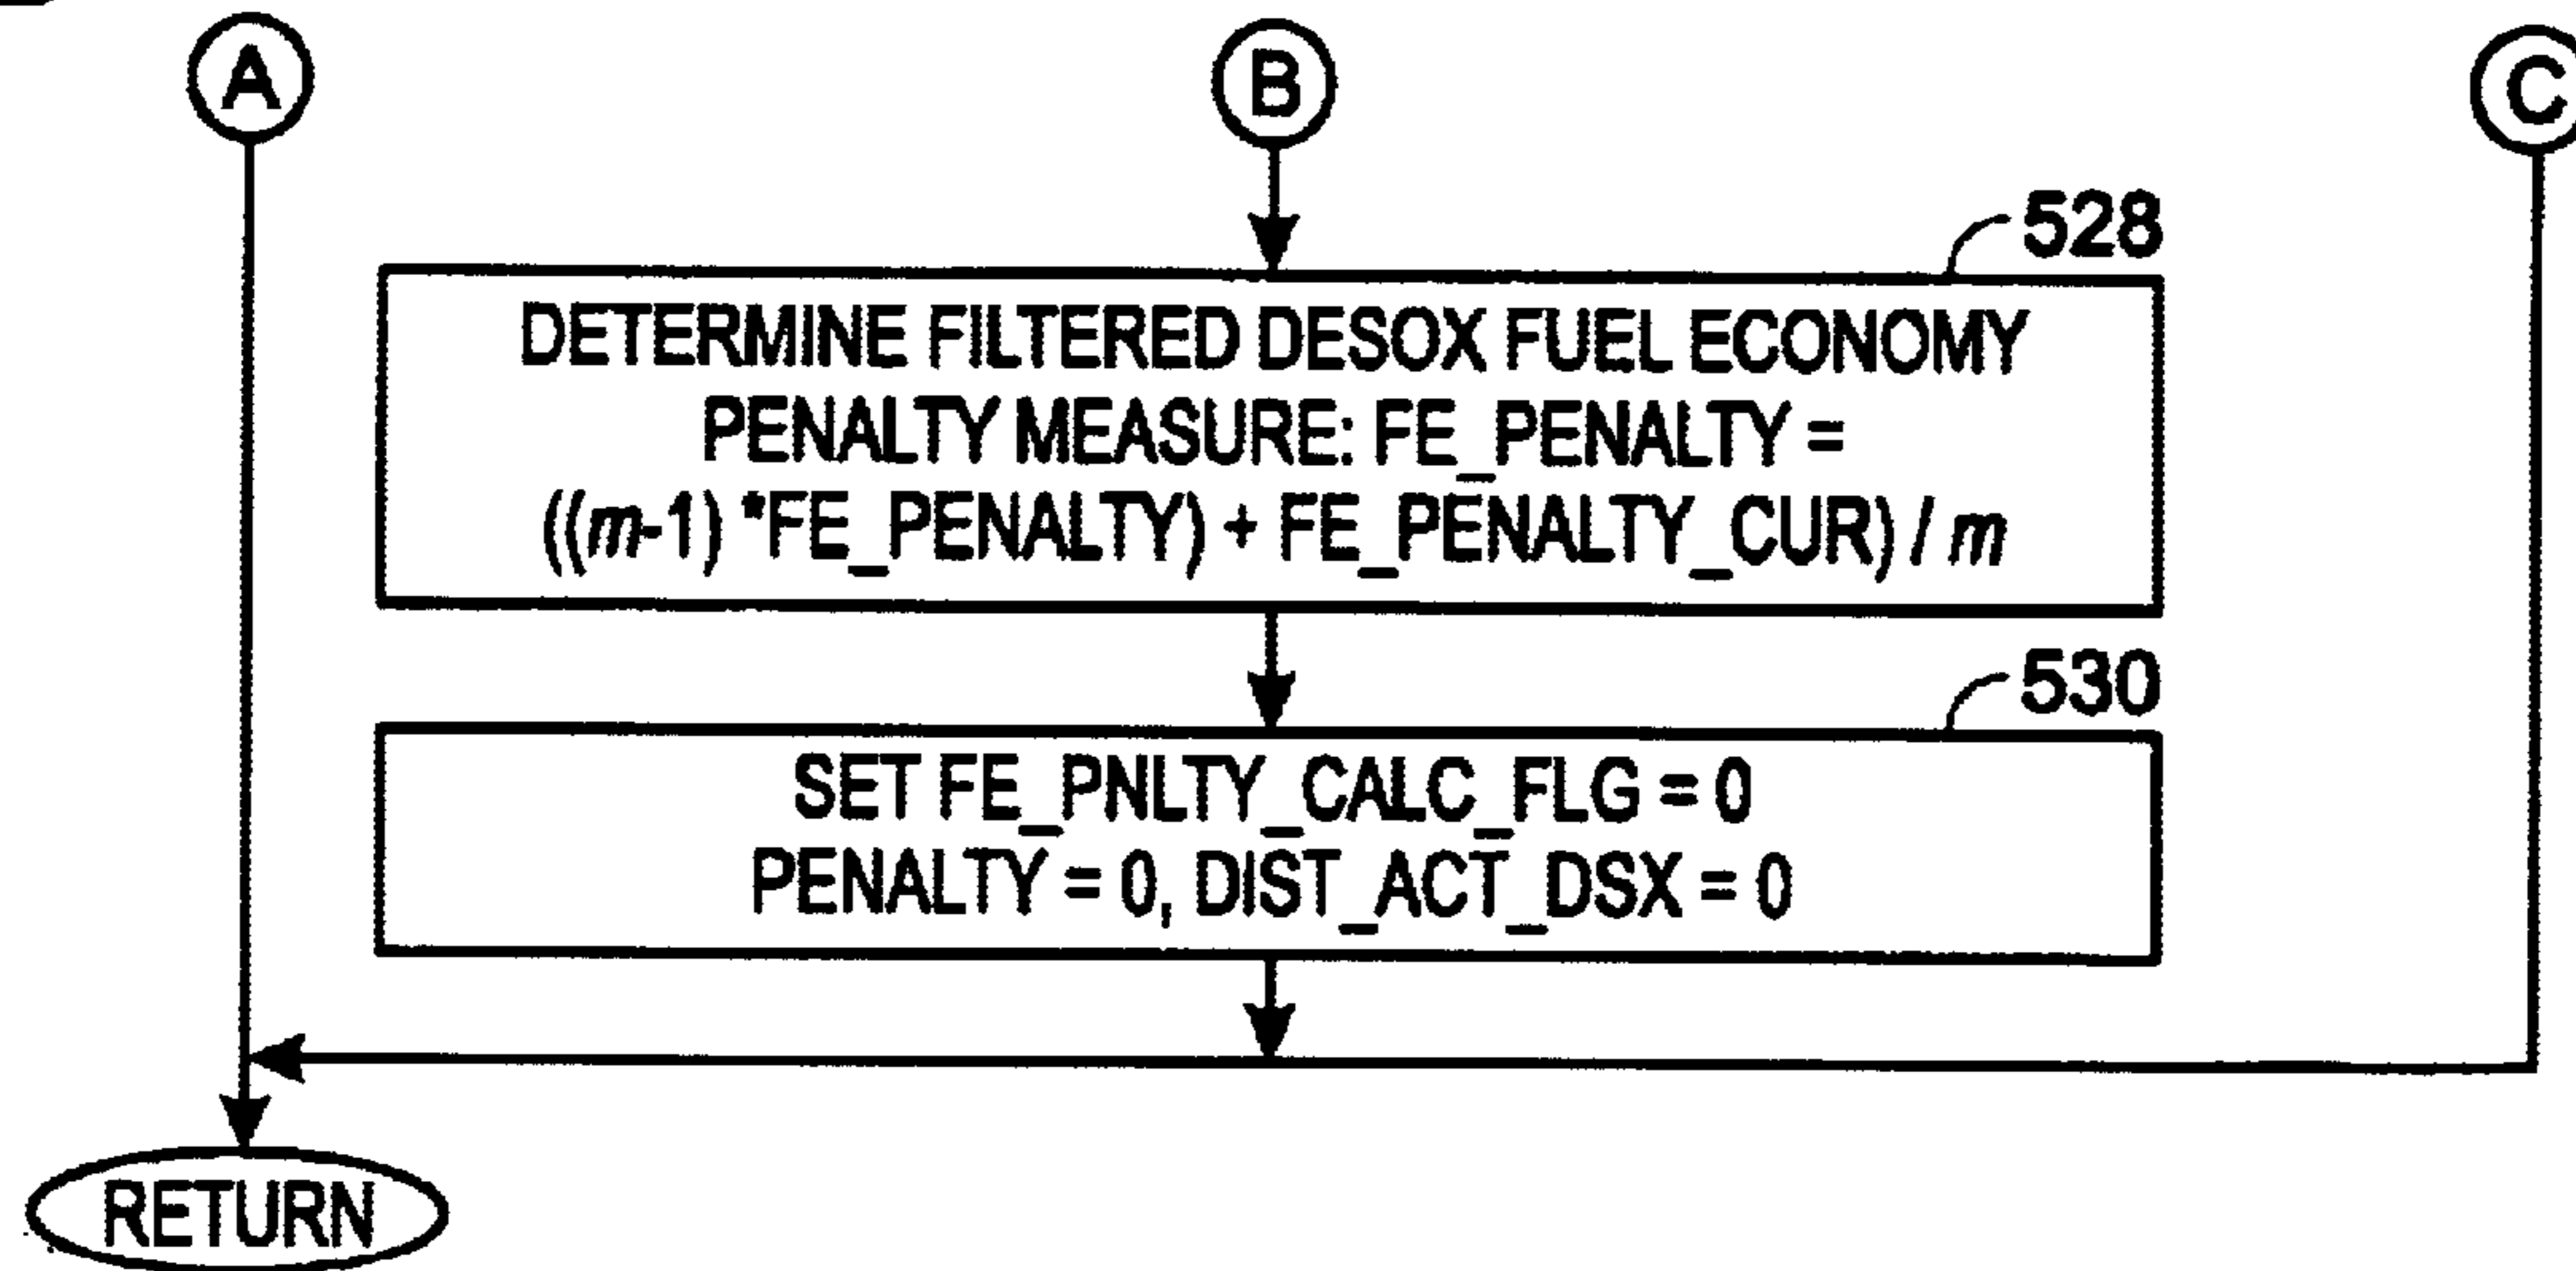 A
B
C
528
DETERMINE FILTERED DESOX FUEL ECONOMY
PENALTY MEASURE: FE_PENALTY =
((m-1) *FE_PENALTY) + FE_PENALTY_CUR) / m
530
SET FE_PNLTY_CALC_FLG = 0
PENALTY = 0, DIST_ACT_DSX = 0
RETURN